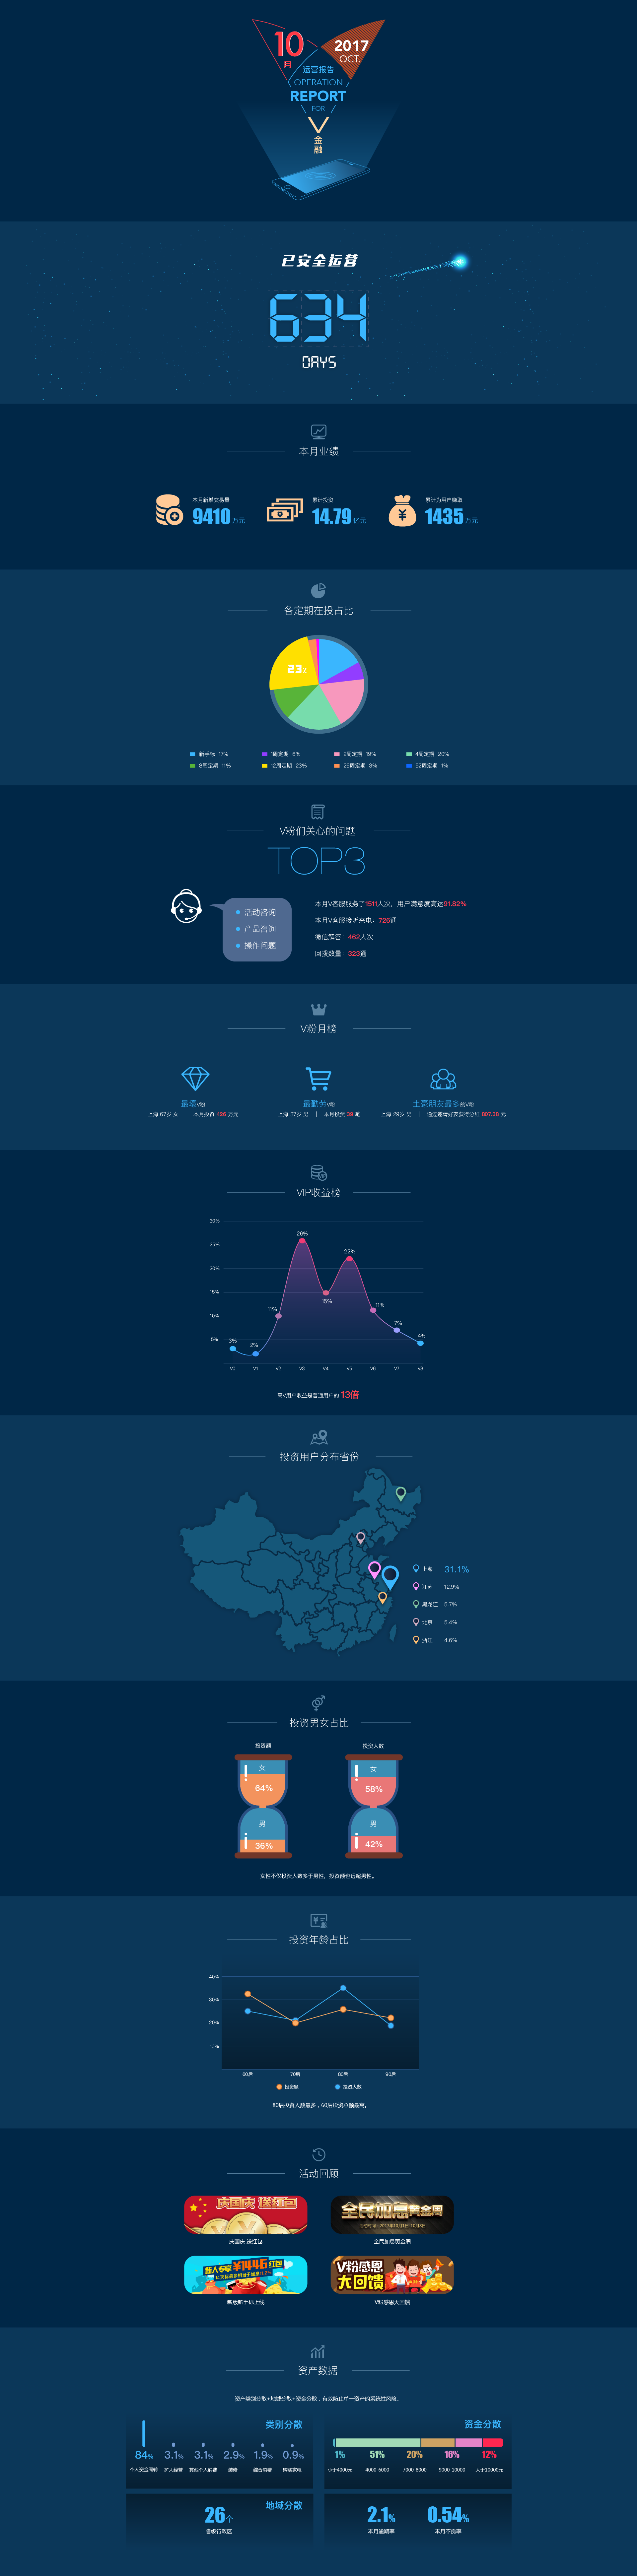 10
月
2017
OCT.
运营报告
OPERATION
REPORT
FOR
V
金
融
已安全运营
634
DAYS
本月业绩
本月新增交易量
9410万元
累计投资
14.79亿元
累计为用户赚取
1435万元
各定期在投占比
23%
新手标 17%
1周定期 6%
2周定期 19%
4周定期 20%
8周定期 11%
12周定期 23%
26周定期 3%
52周定期 1%
V粉们关心的问题
TOP3
活动咨询
产品咨询
操作问题
本月V客服服务了1511人次，用户满意度高达91.82%
本月V客服接听来电：726通
微信解答：462人次
回拨数量：323通
V粉月榜
最壕V粉
上海 67岁 女 | 本月投资 400 万元
最勤劳V粉
上海 37岁 男 | 本月投资 59 笔
土豪朋友最多的V粉
上海 29岁 男 | 通过邀请好友获得分红 907.39 元
VIP收益榜
30%
25%
20%
15%
10%
5%
3%
2%
11%
26%
15%
22%
11%
7%
4%
V0
V1
V2
V3
V4
V5
V6
V7
V8
高V用户收益是普通用户的 13倍
投资用户分布省份
上海 31.1%
江苏 12.9%
黑龙江 5.7%
北京 5.4%
浙江 4.6%
投资男女占比
投资额
女
64%
男
36%
投资人数
女
58%
男
42%
女性不仅投资人数多于男性，投资额也远超男性。
投资年龄占比
40%
30%
20%
10%
60后
70后
80后
90后
投资额
投资人数
80后投资人数最多，60后投资总额最高。
活动回顾
庆国庆 送红包
庆国庆 送红包
全民加息黄金周
全民加息黄金周
新人专享¥1446红包
新版新手标上线
V粉感恩
大回馈
V粉感恩大回馈
资产数据
资产类别分散+地域分散+资金分散，有效防止单一资产的系统性风险。
类别分散
84%
个人资金周转
3.1%
扩大经营
3.1%
其他个人消费
2.9%
装修
1.9%
综合消费
0.9%
购买家电
资金分散
1%
小于4000元
51%
4000-6000
20%
7000-8000
16%
9000-10000
12%
大于10000元
地域分散
26个
省级行政区
2.1%
本月逾期率
0.54%
本月不良率